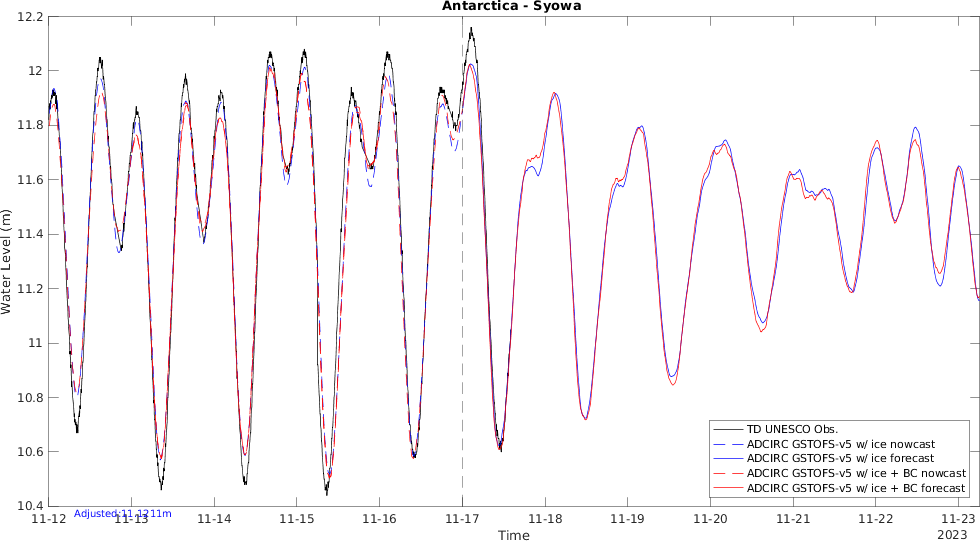 Antarctica - Syowa
12.2
12
11.8
11.6
11.4
11.2
11
10.8
10.6
10.4
Water Level (m)
TD UNESCO Obs.
ADCIRC GSTOFS-v5 w/ ice nowcast
ADCIRC GSTOFS-v5 w/ ice forecast
ADCIRC GSTOFS-v5 w/ ice + BC nowcast
ADCIRC GSTOFS-v5 w/ ice + BC forecast
Adjusted:11.1211m
11-12 11-13 11-14 11-15 11-16 11-17 11-18 11-19 11-20 11-21 11-22 11-23
Time
2023